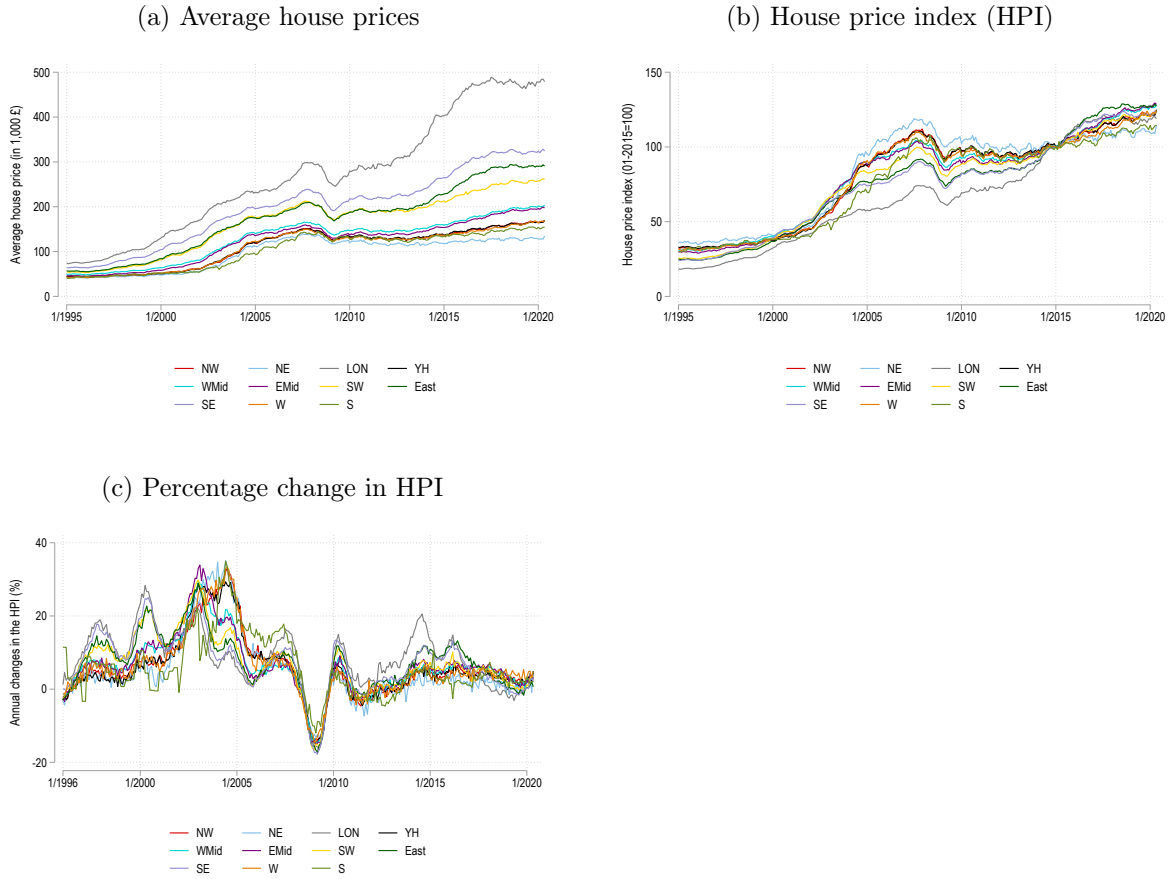 (a) Average house prices
Average house price (in 1,000 £)
500
400
300
200
100
0
1/1995 1/2000 1/2005 1/2010 1/2015 1/2020
NW NE LON YH
WMid EMid SW East
SE W S
(b) House price index (HPI)
House price index (01-2015=100)
150
100
50
0
1/1995 1/2000 1/2005 1/2010 1/2015 1/2020
NW NE LON YH
WMid EMid SW East
SE W S
(c) Percentage change in HPI
Annual changes in the HPI (%)
40
20
0
-20
1/1996 1/2000 1/2005 1/2010 1/2015 1/2020
NW NE LON YH
WMid EMid SW East
SE W S